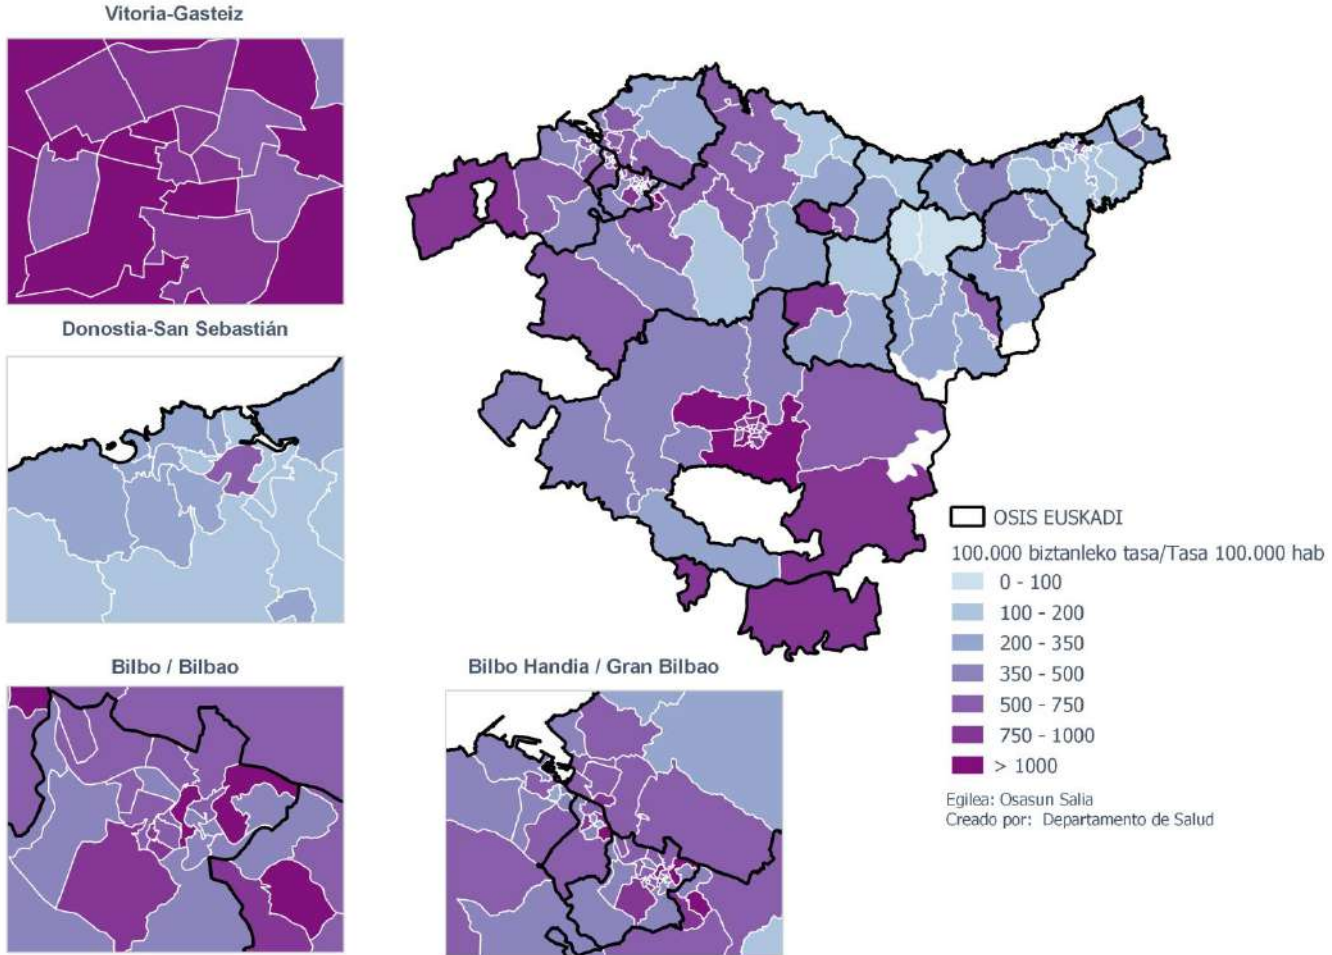 Vitoria-Gasteiz
Donostia-San Sebastián
Bilbo / Bilbao
Bilbo Handia / Gran Bilbao
OSIS EUSKADI
100.000 biztanleko tasa/Tasa 100.000 hab
0 - 100
100 - 200
200 - 350
350 - 500
500 - 750
750 - 1000
> 1000
Egilea: Osasun Salia
Creado por: Departamento de Salud